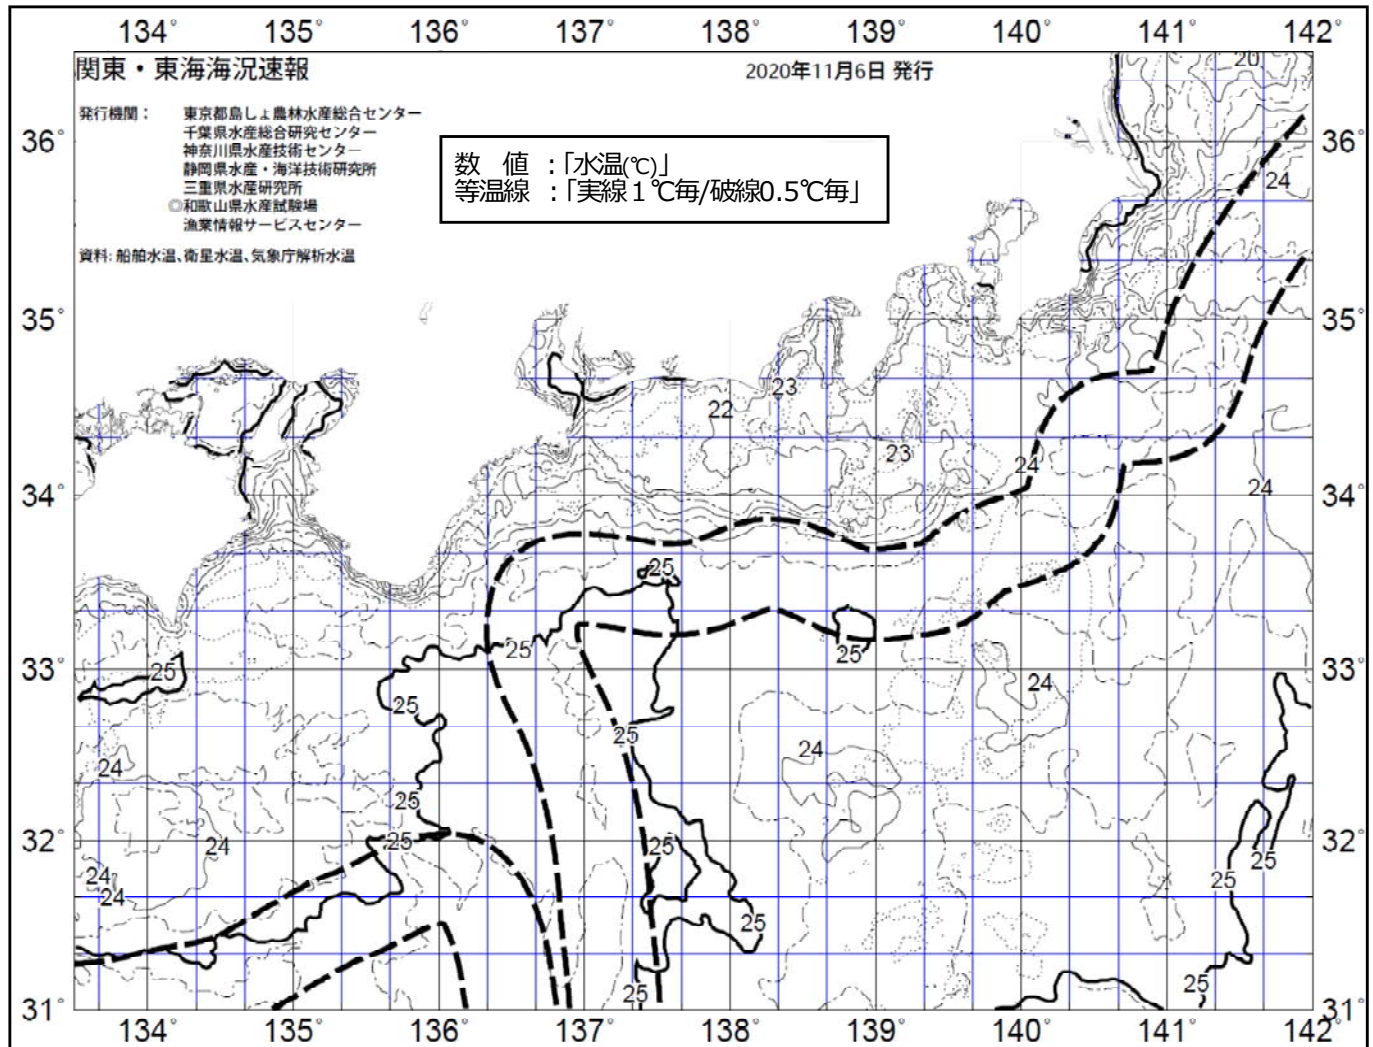 134° 135° 136° 137° 138° 139° 140° 141° 142°
関東・東海海況速報
2020年11月6日 発行
発行機関： 東京都島しょ農林水産総合センター
千葉県水産総合研究センター
神奈川県水産技術センター
静岡県水産・海洋技術研究所
三重県水産研究所
◎和歌山県水産試験場
漁業情報サービスセンター
資料: 船舶水温、衛星水温、気象庁解析水温
数 値 ：「水温(℃)」
等温線 ：「実線１℃毎/破線0.5℃毎」
20
36° 36°
24
35° 35°
23
22
23
24
24
34° 34°
25
25
25
25
33° 33°
24
25
25
24
24
25
32° 32°
24
25
25
25
24
25
24
25
25
25
31° 31°
134° 135° 136° 137° 138° 139° 140° 141° 142°